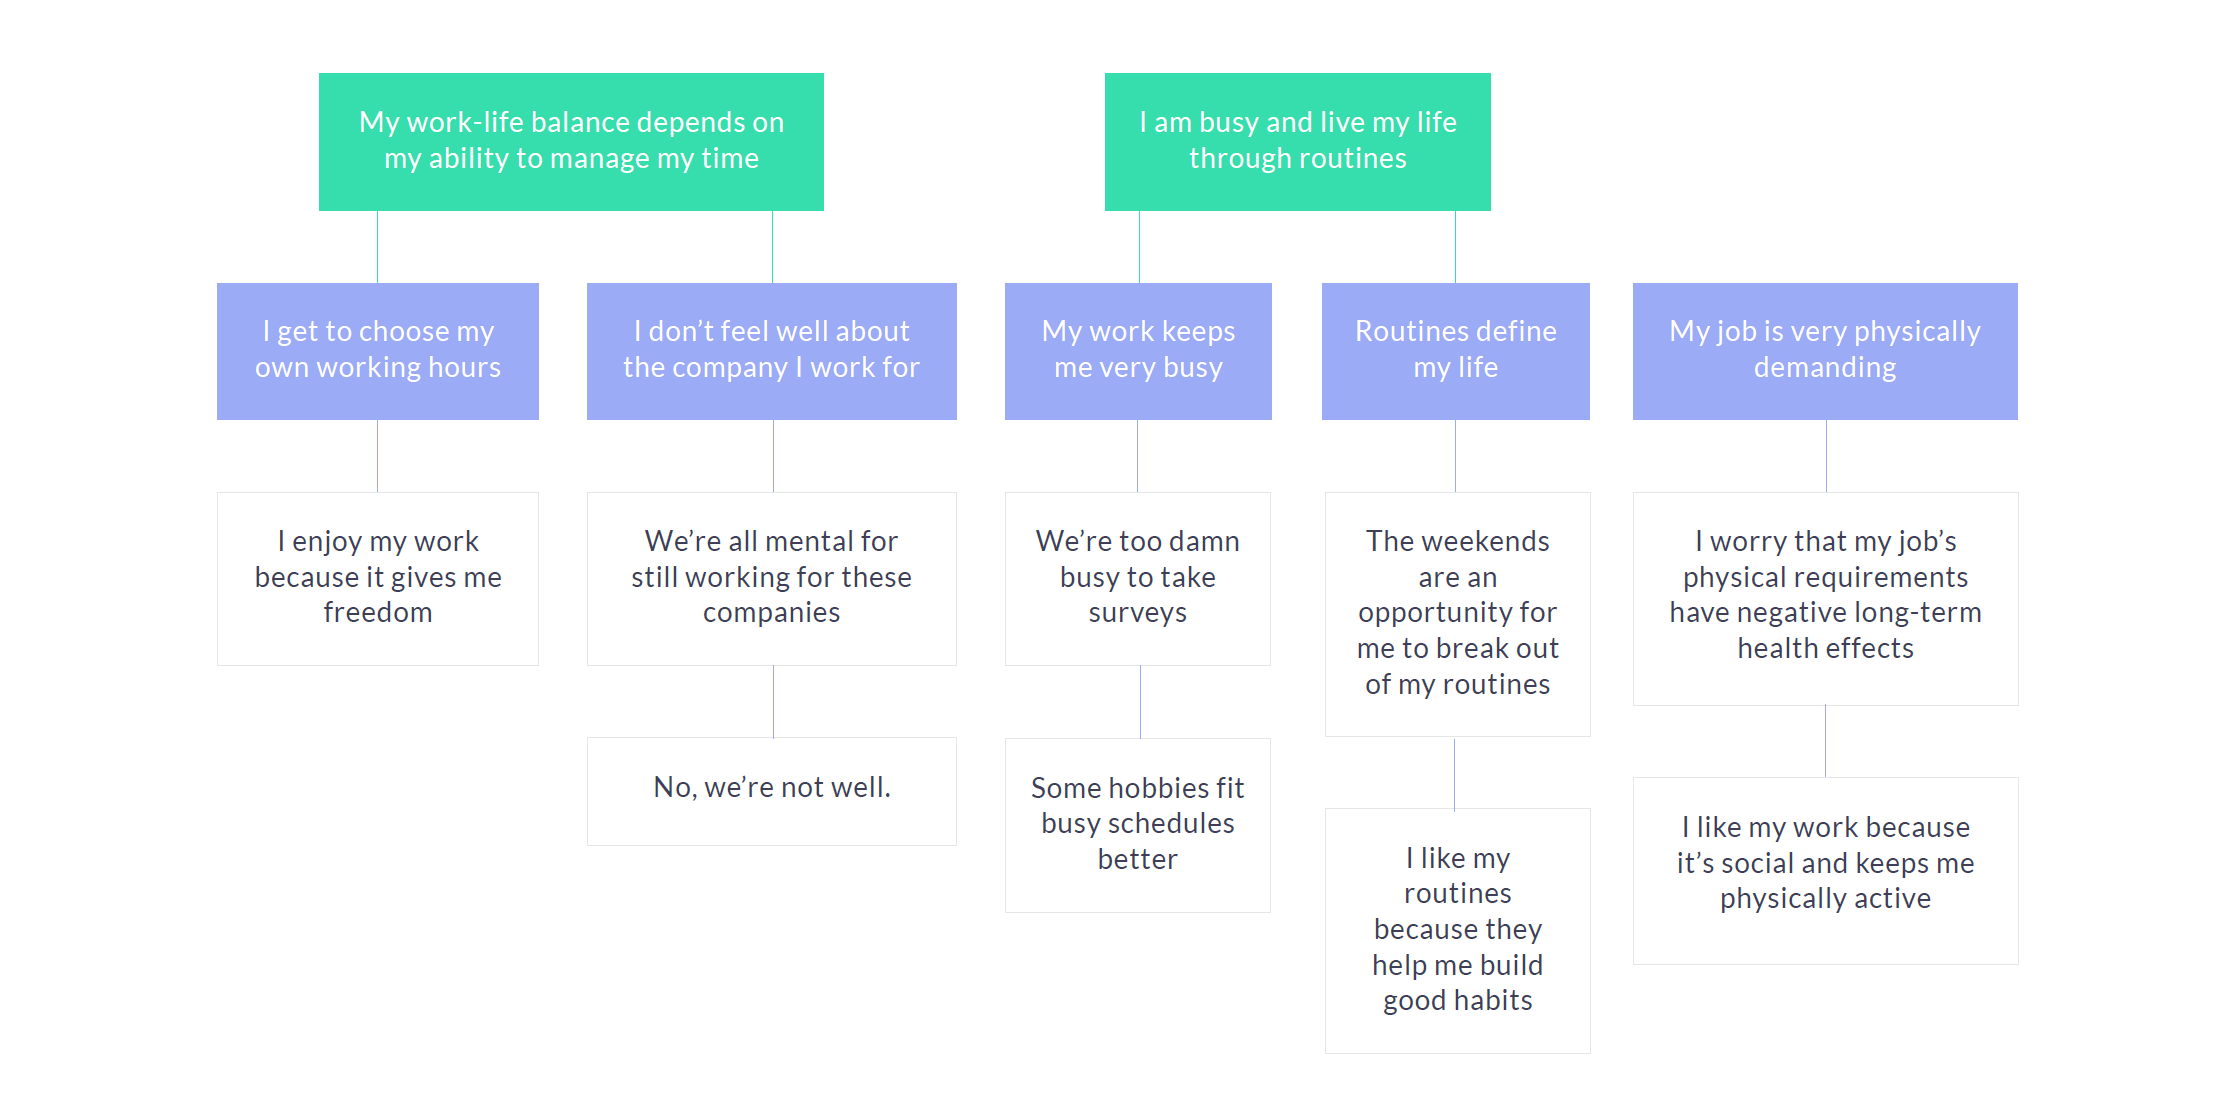 My work-life balance depends on
my ability to manage my time
I am busy and live my life
through routines
I get to choose my
own working hours
I don’t feel well about
the company I work for
My work keeps
me very busy
Routines define
my life
My job is very physically
demanding
I enjoy my work
because it gives me
freedom
We’re all mental for
still working for these
companies
We’re too damn
busy to take
surveys
The weekends
are an
opportunity for
me to break out
of my routines
I worry that my job’s
physical requirements
have negative long-term
health effects
No, we’re not well.
Some hobbies fit
busy schedules
better
I like my
routines
because they
help me build
good habits
I like my work because
it’s social and keeps me
physically active